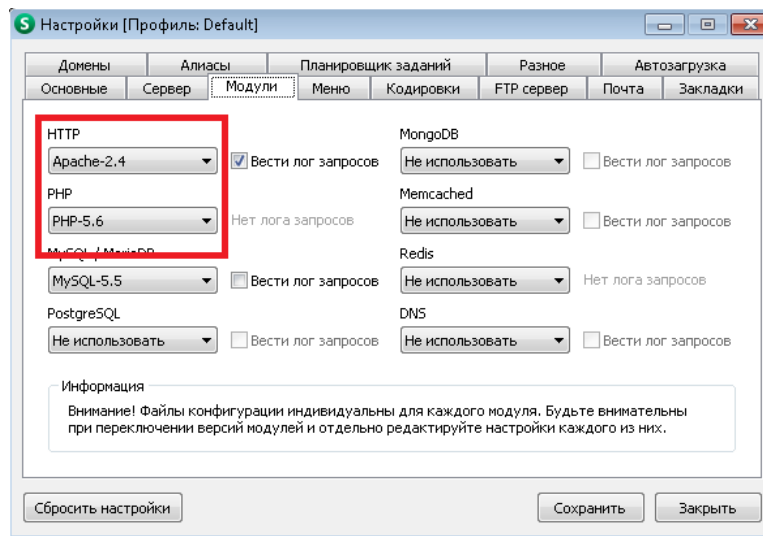 S Настройки [Профиль: Default]
Домены Алиасы Планировщик заданий Разное Автозагрузка
Основные Сервер Модули Меню Кодировки FTP сервер Почта Закладки
HTTP
Apache-2.4 Вести лог запросов
PHP
PHP-5.6 Нет лога запросов
MySQL / MariaDB
MySQL-5.5 Вести лог запросов
PostgreSQL
Не использовать Вести лог запросов
MongoDB
Не использовать Вести лог запросов
Memcached
Не использовать Вести лог запросов
Redis
Не использовать Нет лога запросов
DNS
Не использовать Вести лог запросов
Информация
Внимание! Файлы конфигурации индивидуальны для каждого модуля. Будьте внимательны
при переключении версий модулей и отдельно редактируйте настройки каждого из них.
Сбросить настройки Сохранить Закрыть